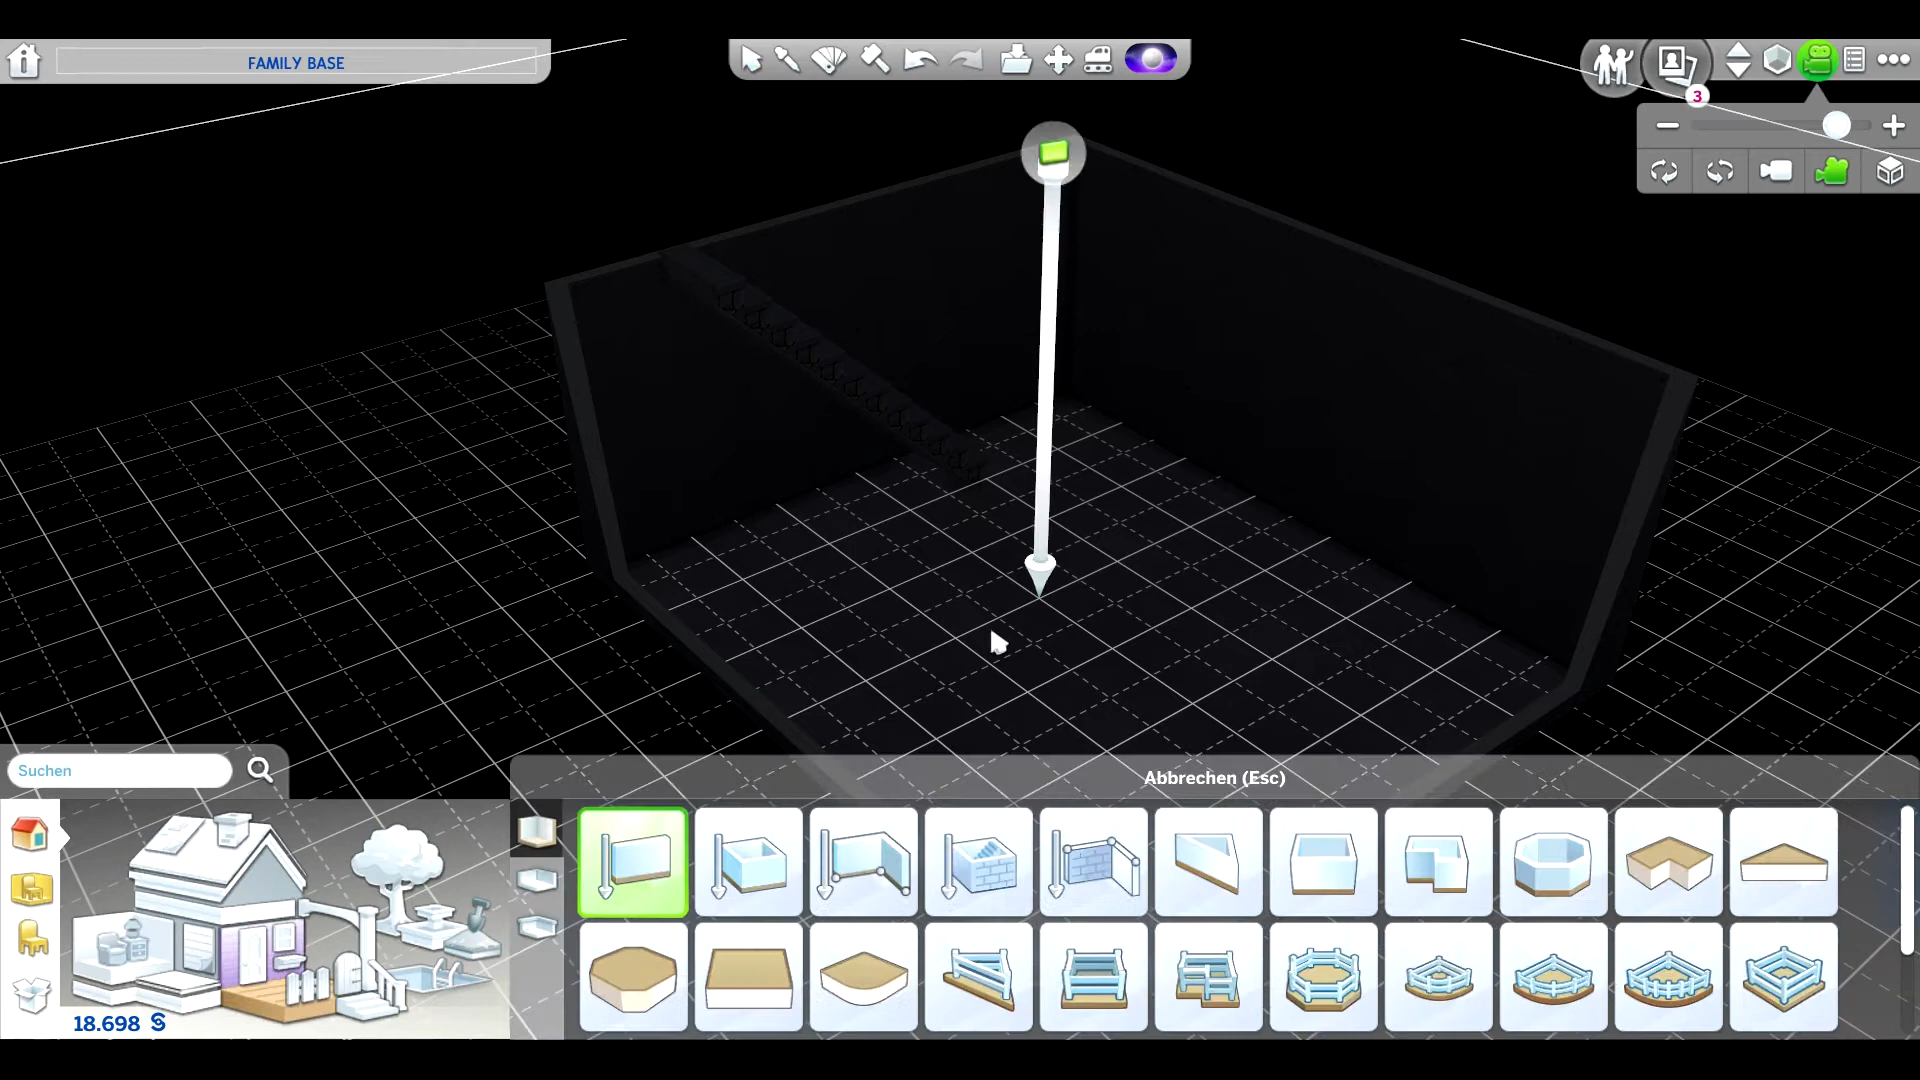 FAMILY BASE
3
Suchen
Abbrechen (Esc)
18.698 §